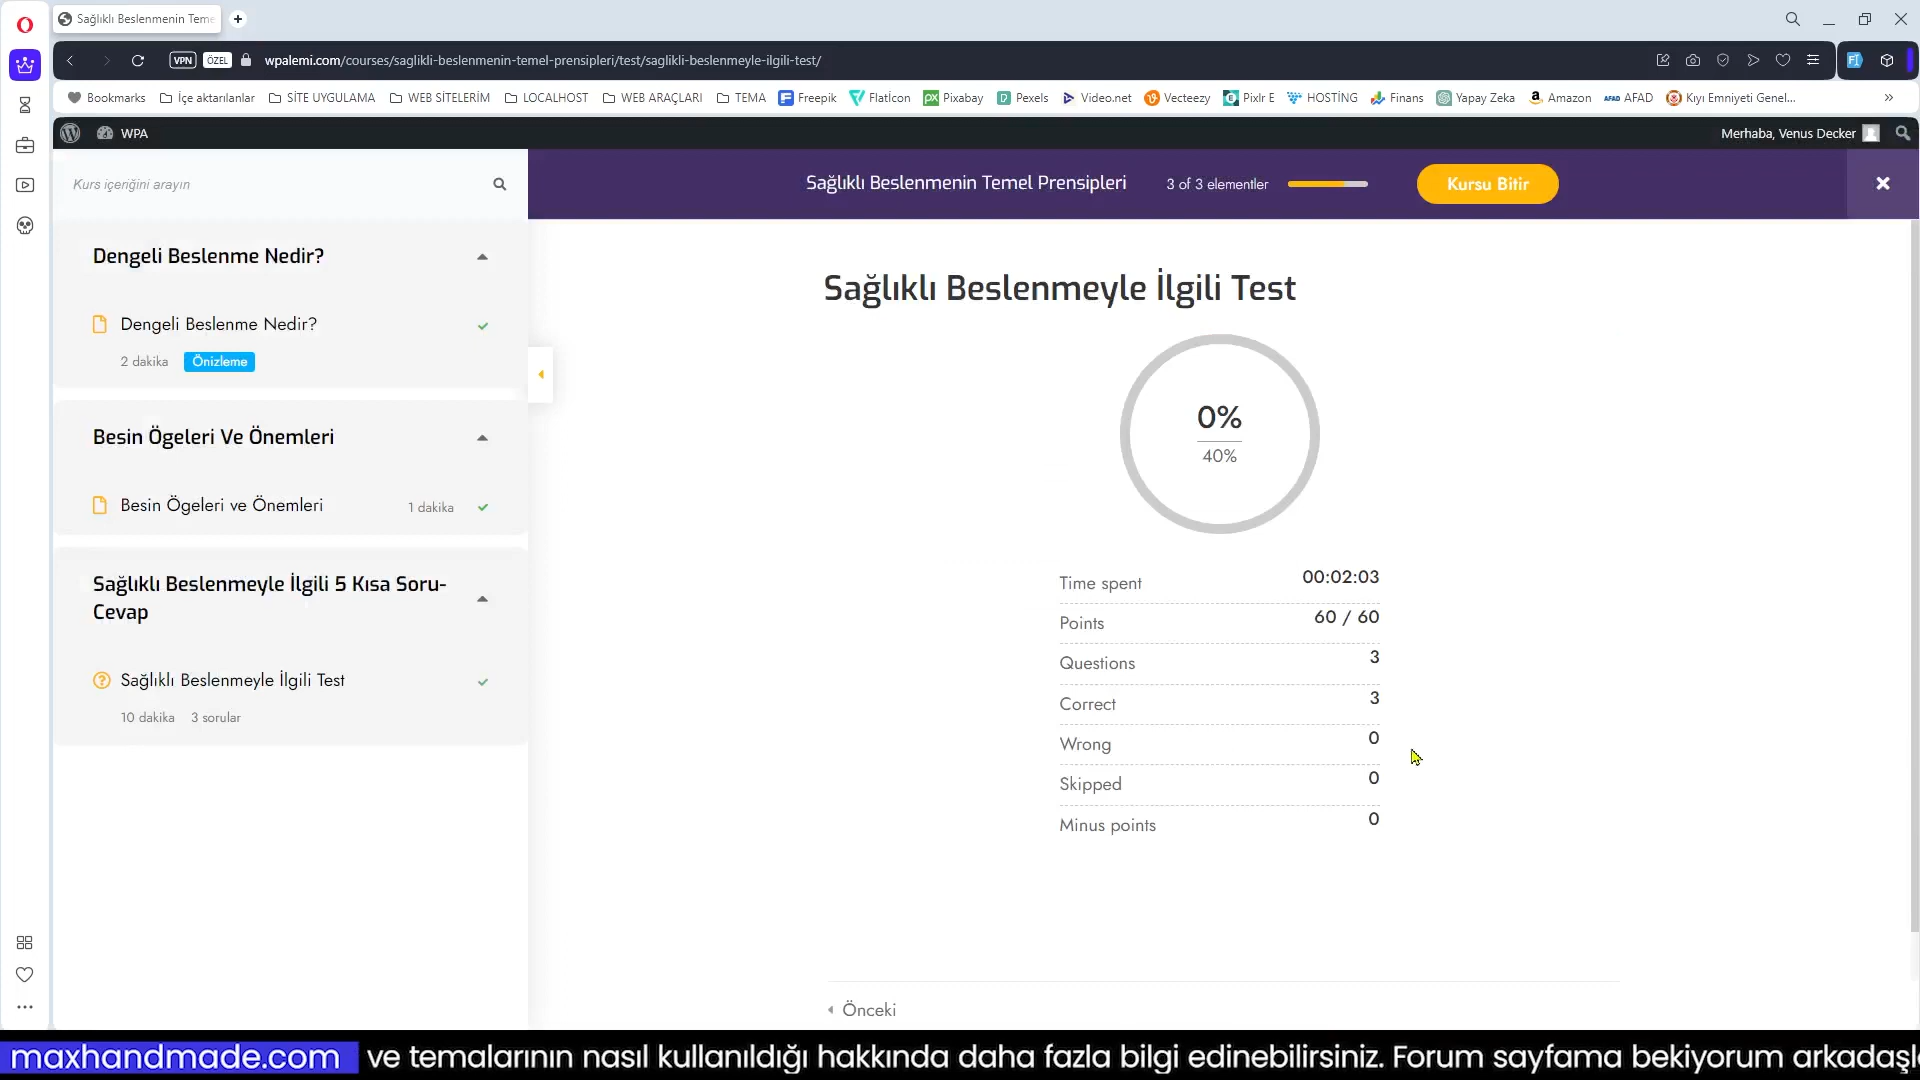 Sağlıklı Beslenmenin Teme
VPN ÖZEL wpalemi.com/courses/saglikli-beslenmenin-temel-prensipleri/test/saglikli-beslenmeyle-ilgili-test/
Bookmarks İçe aktarılanlar SİTE UYGULAMA WEB SİTELERİM LOCALHOST WEB ARAÇLARI TEMA Freepik Flatİcon Pixabay Pexels Video.net Vecteezy Pixlr E HOSTİNG Finans Yapay Zeka Amazon AFAD Kıyı Emniyeti Genel...
WPA
Merhaba, Venus Decker
Kurs içeriğini arayın
Sağlıklı Beslenmenin Temel Prensipleri
3 of 3 elementler
Kursu Bitir
Dengeli Beslenme Nedir?
Dengeli Beslenme Nedir?
2 dakika Önizleme
Besin Ögeleri Ve Önemleri
Besin Ögeleri ve Önemleri 1 dakika
Sağlıklı Beslenmeyle İlgili 5 Kısa Soru-
Cevap
Sağlıklı Beslenmeyle İlgili Test
10 dakika 3 sorular
Sağlıklı Beslenmeyle İlgili Test
0%
40%
Time spent 00:02:03
Points 60 / 60
Questions 3
Correct 3
Wrong 0
Skipped 0
Minus points 0
Önceki
maxhandmade.com ve temalarının nasıl kullanıldığı hakkında daha fazla bilgi edinebilirsiniz. Forum sayfama bekiyorum arkadaşl